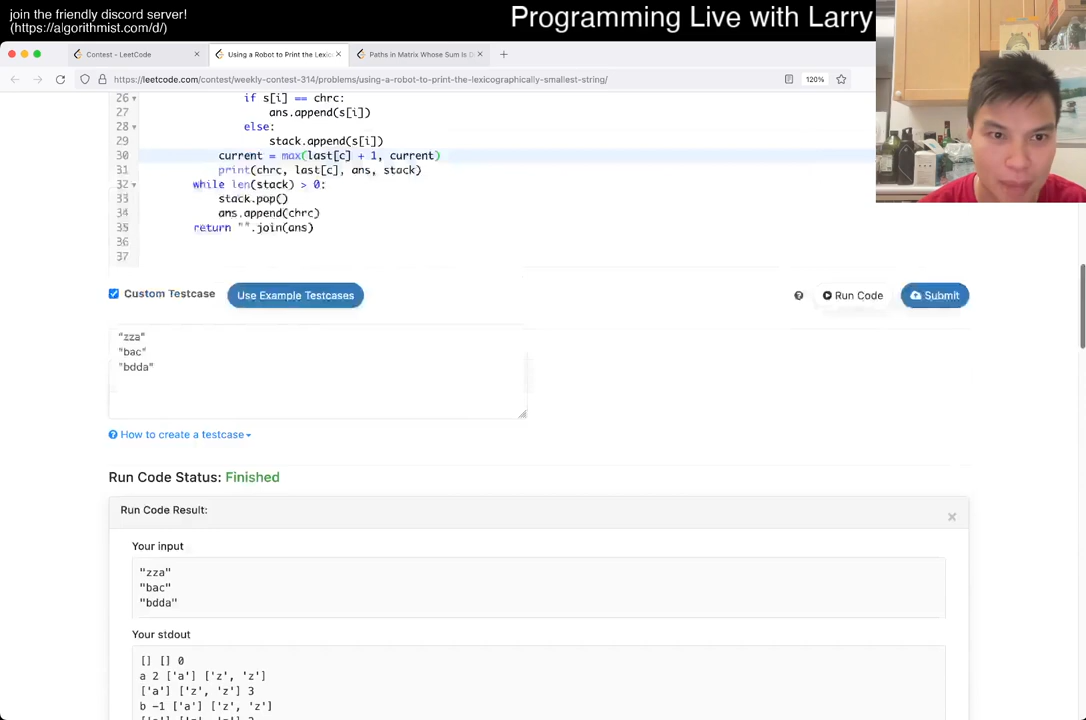 join the friendly discord server!
(https://algorithmist.com/d/)
Programming Live with Larry
Contest - LeetCode
Using a Robot to Print the Lexic
Paths in Matrix Whose Sum Is D
https://leetcode.com/contest/weekly-contest-314/problems/using-a-robot-to-print-the-lexicographically-smallest-string/
120%
26 if s[i] == chrc:
27 ans.append(s[i])
28 else:
29 stack.append(s[i])
30 current = max(last[c] + 1, current)
31 print(chrc, last[c], ans, stack)
32 while len(stack) > 0:
33 stack.pop()
34 ans.append(chrc)
35 return "".join(ans)
36
37
Custom Testcase
Use Example Testcases
Run Code
Submit
"zza"
"bac"
"bdda"
How to create a testcase
Run Code Status: Finished
Run Code Result:
Your input
"zza"
"bac"
"bdda"
Your stdout
[] [] 0
a 2 ['a'] ['z', 'z']
['a'] ['z', 'z'] 3
b -1 ['a'] ['z', 'z']